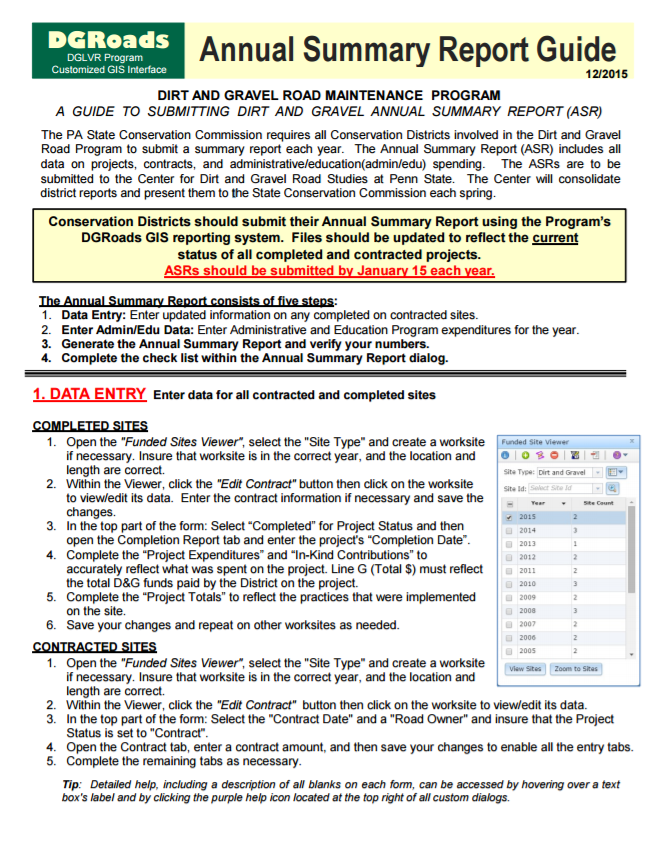 DGRoads
DGLVR Program
Customized GIS Interface
Annual Summary Report Guide
12/2015
DIRT AND GRAVEL ROAD MAINTENANCE PROGRAM
A GUIDE TO SUBMITTING DIRT AND GRAVEL ANNUAL SUMMARY REPORT (ASR)
The PA State Conservation Commission requires all Conservation Districts involved in the Dirt and Gravel
Road Program to submit a summary report each year. The Annual Summary Report (ASR) includes all
data on projects, contracts, and administrative/education(admin/edu) spending. The ASRs are to be
submitted to the Center for Dirt and Gravel Road Studies at Penn State. The Center will consolidate
district reports and present them to the State Conservation Commission each spring.
Conservation Districts should submit their Annual Summary Report using the Program's
DGRoads GIS reporting system. Files should be updated to reflect the current
status of all completed and contracted projects.
ASRs should be submitted by January 15 each year.
The Annual Summary Report consists of five steps:
1. Data Entry: Enter updated information on any completed on contracted sites.
2. Enter Admin/Edu Data: Enter Administrative and Education Program expenditures for the year.
3. Generate the Annual Summary Report and verify your numbers.
4. Complete the check list within the Annual Summary Report dialog.
1. DATA ENTRY Enter data for all contracted and completed sites
COMPLETED SITES
1. Open the "Funded Sites Viewer", select the "Site Type" and create a worksite
if necessary. Insure that worksite is in the correct year, and the location and
length are correct.
2. Within the Viewer, click the "Edit Contract" button then click on the worksite
to view/edit its data. Enter the contract information if necessary and save the
changes.
3. In the top part of the form: Select “Completed” for Project Status and then
open the Completion Report tab and enter the project's “Completion Date”.
4. Complete the “Project Expenditures” and “In-Kind Contributions” to
accurately reflect what was spent on the project. Line G (Total $) must reflect
the total D&G funds paid by the District on the project.
5. Complete the “Project Totals” to reflect the practices that were implemented
on the site.
6. Save your changes and repeat on other worksites as needed.
Funded Site Viewer
Site Type: Dirt and Gravel
Site Id: Select Site Id
Year Site Count
2015 2
2014 3
2013 1
2012 2
2011 2
2010 3
2009 2
2008 3
2007 2
2006 2
2005 2
View Sites Zoom to Sites
CONTRACTED SITES
1. Open the "Funded Sites Viewer", select the "Site Type" and create a worksite
if necessary. Insure that worksite is in the correct year, and the location and
length are correct.
2. Within the Viewer, click the "Edit Contract" button then click on the worksite to view/edit its data.
3. In the top part of the form: Select the "Contract Date" and a "Road Owner" and insure that the Project
Status is set to "Contract".
4. Open the Contract tab, enter a contract amount, and then save your changes to enable all the entry tabs.
5. Complete the remaining tabs as necessary.
Tip: Detailed help, including a description of all blanks on each form, can be accessed by hovering over a text
box's label and by clicking the purple help icon located at the top right of all custom dialogs.